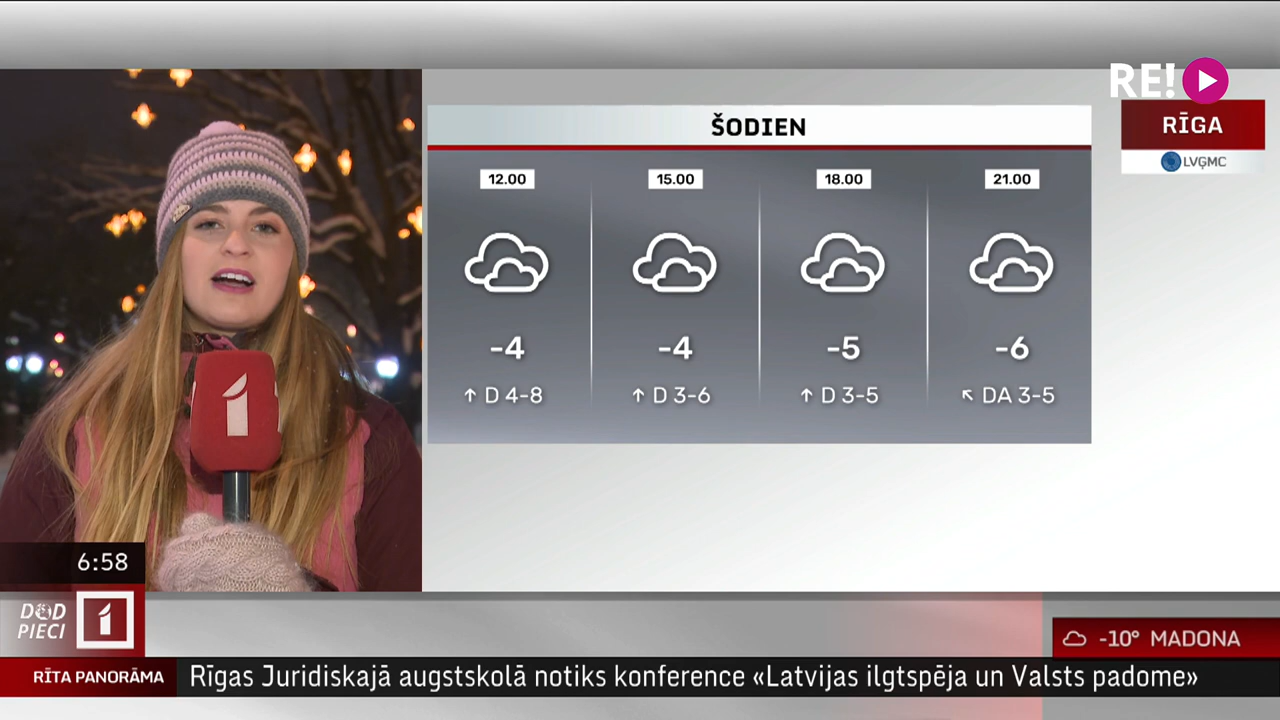 RE!
ŠODIEN
RĪGA
LVĢMC
12.00
15.00
18.00
21.00
-4
-4
-5
-6
↑ D 4-8
↑ D 3-6
↑ D 3-5
↖ DA 3-5
1
6:58
DOD
PIECI
1
-10° MADONA
RĪTA PANORĀMA
Rīgas Juridiskajā augstskolā notiks konference «Latvijas ilgtspēja un Valsts padome»